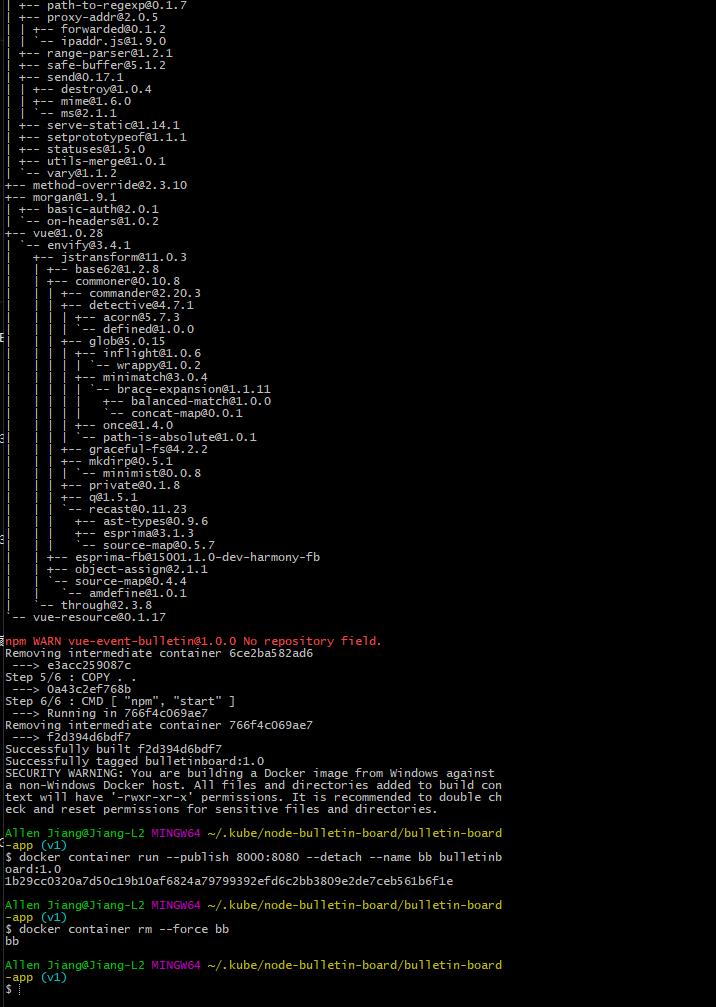 | +-- path-to-regexp@0.1.7
| +-- proxy-addr@2.0.5
| | +-- forwarded@0.1.2
| | `-- ipaddr.js@1.9.0
| +-- range-parser@1.2.1
| +-- safe-buffer@5.1.2
| +-- send@0.17.1
| | +-- destroy@1.0.4
| | +-- mime@1.6.0
| | `-- ms@2.1.1
| +-- serve-static@1.14.1
| +-- setprototypeof@1.1.1
| +-- statuses@1.5.0
| +-- utils-merge@1.0.1
| `-- vary@1.1.2
+-- method-override@2.3.10
+-- morgan@1.9.1
| +-- basic-auth@2.0.1
| `-- on-headers@1.0.2
+-- vue@1.0.28
| `-- envify@3.4.1
|   +-- jstransform@11.0.3
|   | +-- base62@1.2.8
|   | +-- commoner@0.10.8
|   | | +-- commander@2.20.3
|   | | +-- detective@4.7.1
|   | | | +-- acorn@5.7.3
|   | | | `-- defined@1.0.0
|   | | +-- glob@5.0.15
|   | | | +-- inflight@1.0.6
|   | | | | `-- wrappy@1.0.2
|   | | | +-- minimatch@3.0.4
|   | | | | `-- brace-expansion@1.1.11
|   | | | |   +-- balanced-match@1.0.0
|   | | | |   `-- concat-map@0.0.1
|   | | | +-- once@1.4.0
|   | | | `-- path-is-absolute@1.0.1
|   | | +-- graceful-fs@4.2.2
|   | | +-- mkdirp@0.5.1
|   | | | `-- minimist@0.0.8
|   | | +-- private@0.1.8
|   | | +-- q@1.5.1
|   | | `-- recast@0.11.23
|   | |   +-- ast-types@0.9.6
|   | |   +-- esprima@3.1.3
|   | |   `-- source-map@0.5.7
|   | +-- esprima-fb@15001.1.0-dev-harmony-fb
|   | +-- object-assign@2.1.1
|   | `-- source-map@0.4.4
|   |   `-- amdefine@1.0.1
|   `-- through@2.3.8
`-- vue-resource@0.1.17
npm WARN vue-event-bulletin@1.0.0 No repository field.
Removing intermediate container 6ce2ba582ad6
 ---> e3acc259087c
Step 5/6 : COPY . .
 ---> 0a43c2ef768b
Step 6/6 : CMD [ "npm", "start" ]
 ---> Running in 766f4c069ae7
Removing intermediate container 766f4c069ae7
 ---> f2d394d6bdf7
Successfully built f2d394d6bdf7
Successfully tagged bulletinboard:1.0
SECURITY WARNING: You are building a Docker image from Windows against
a non-Windows Docker host. All files and directories added to build con
text will have '-rwxr-xr-x' permissions. It is recommended to double ch
eck and reset permissions for sensitive files and directories.
Allen Jiang@Jiang-L2 MINGW64 ~/.kube/node-bulletin-board/bulletin-board
-app (v1)
$ docker container run --publish 8000:8080 --detach --name bb bulletinb
oard:1.0
1b29cc0320a7d50c19b10af6824a79799392efd6c2bb3809e2de7ceb561b6f1e
Allen Jiang@Jiang-L2 MINGW64 ~/.kube/node-bulletin-board/bulletin-board
-app (v1)
$ docker container rm --force bb
bb
Allen Jiang@Jiang-L2 MINGW64 ~/.kube/node-bulletin-board/bulletin-board
-app (v1)
$